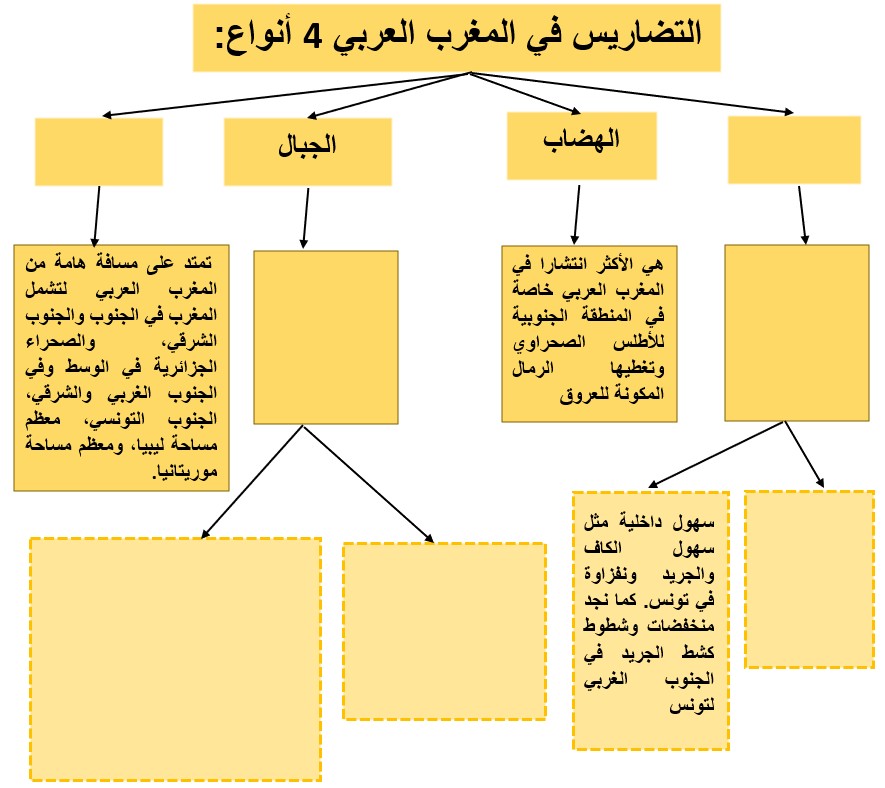 التضاريس في المغرب العربي 4 أنواع:
الهضاب
الجبال
هي الأكثر انتشارا في
المغرب العربي خاصة
في المنطقة الجنوبية
للأطلس الصحراوي
وتغطيها الرمال
المكونة للعروق
تمتد على مسافة هامة من
المغرب العربي لتشمل
المغرب في الجنوب والجنوب
الشرقي، والصحراء
الجزائرية في الوسط وفي
الجنوب الغربي والشرقي،
الجنوب التونسي، معظم
مساحة ليبيا، ومعظم مساحة
موريتانيا.
سهول داخلية مثل
سهول الكاف
والجريد ونفزاوة
في تونس. كما نجد
منخفضات وشطوط
كشط الجريد في
الجنوب الغربي
لتونس